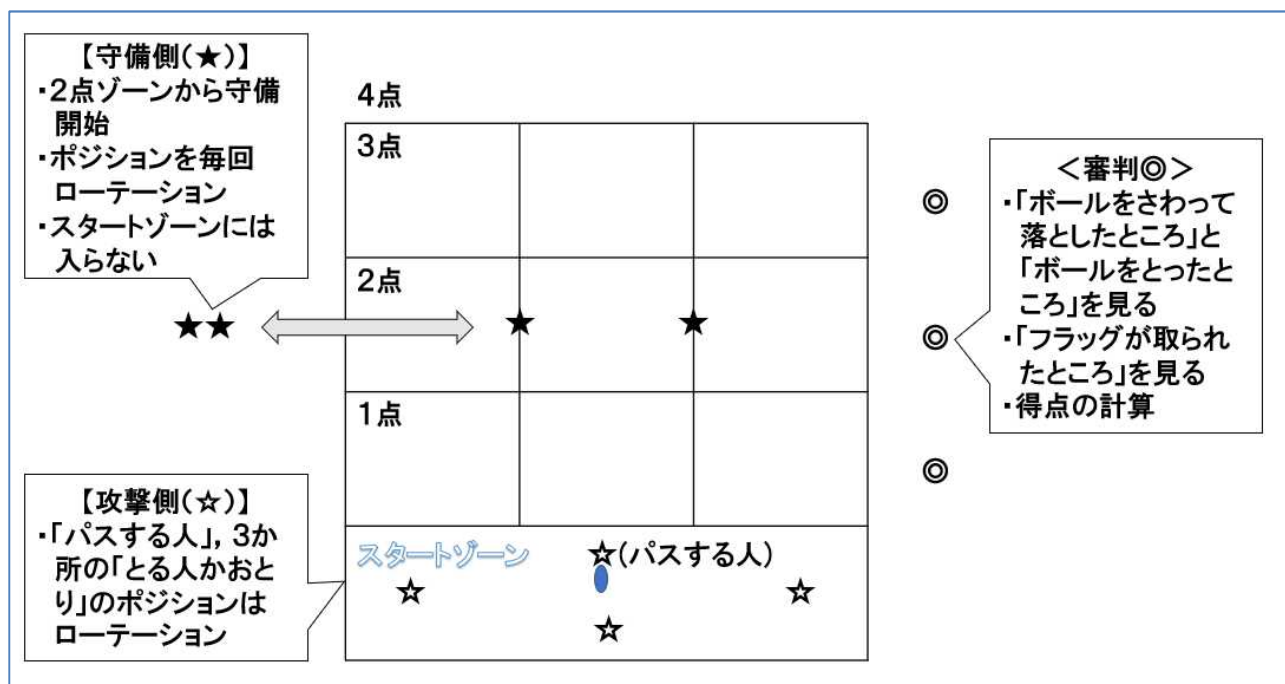 【守備側(★)】
・2点ゾーンから守備
開始
・ポジションを毎回
ローテーション
・スタートゾーンには
入らない
4点
3点
2点
1点
<審判◎>
・「ボールをさわって
落としたところ」と
「ボールをとったと
ころ」を見る
・「フラッグが取られ
たところ」を見る
・得点の計算
【攻撃側(☆)】
・「パスする人」，3か
所の「とる人かおと
り」のポジションは
ローテーション
スタートゾーン
☆(パスする人)